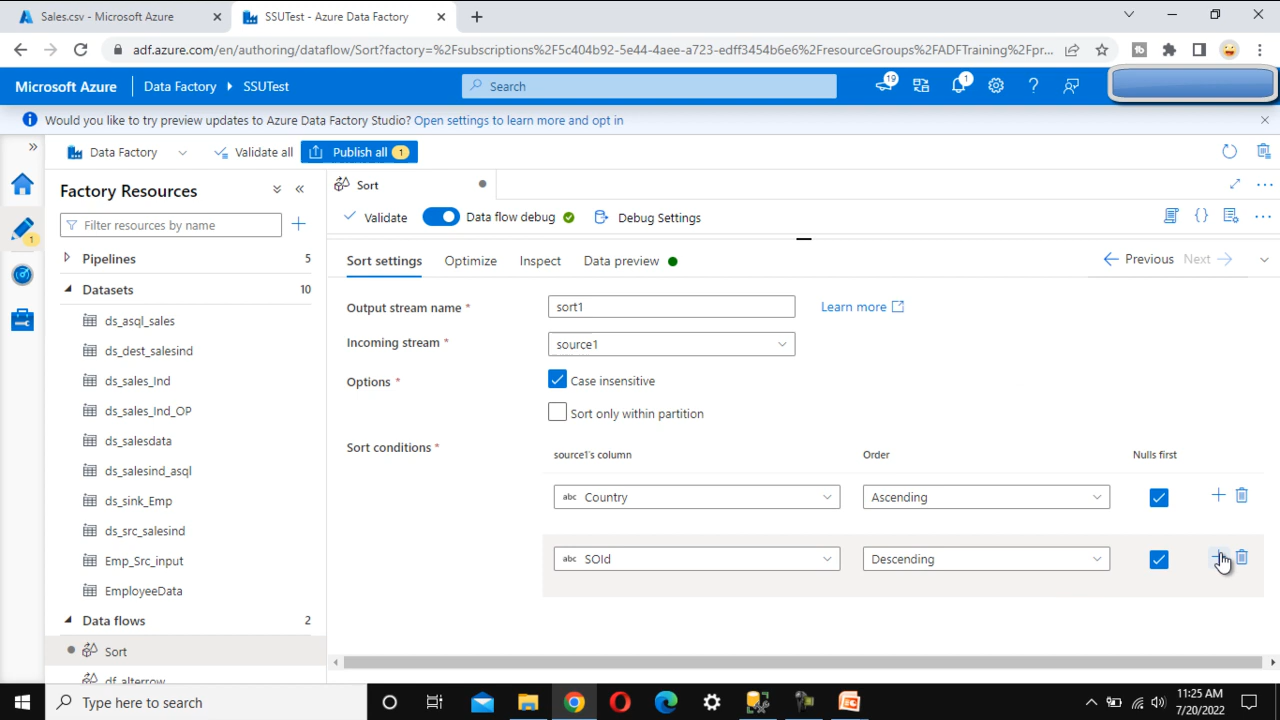 Sales.csv - Microsoft Azure
SSUTest - Azure Data Factory
adf.azure.com/en/authoring/dataflow/Sort?factory=%2Fsubscriptions%2F5c404b92-5e44-4aee-a723-edff3454b6e6%2FresourceGroups%2FADFTraining%2Fpr...
Microsoft Azure
Data Factory
SSUTest
Search
19
1
Would you like to try preview updates to Azure Data Factory Studio? Open settings to learn more and opt in
Data Factory
Validate all
Publish all 1
Factory Resources
Sort
1
Filter resources by name
Validate
Data flow debug
Debug Settings
Pipelines 5
Datasets 10
ds_asql_sales
ds_dest_salesind
ds_sales_Ind
ds_sales_Ind_OP
ds_salesdata
ds_salesind_asql
ds_sink_Emp
ds_src_salesind
Emp_Src_input
EmployeeData
Data flows 2
Sort
df_alterrow
Sort settings
Optimize
Inspect
Data preview
Previous
Next
Output stream name *
sort1
Learn more
Incoming stream *
source1
Options *
Case insensitive
Sort only within partition
Sort conditions *
source1's column
Order
Nulls first
abc Country
Ascending
abc SOId
Descending
Type here to search
11:25 AM
7/20/2022